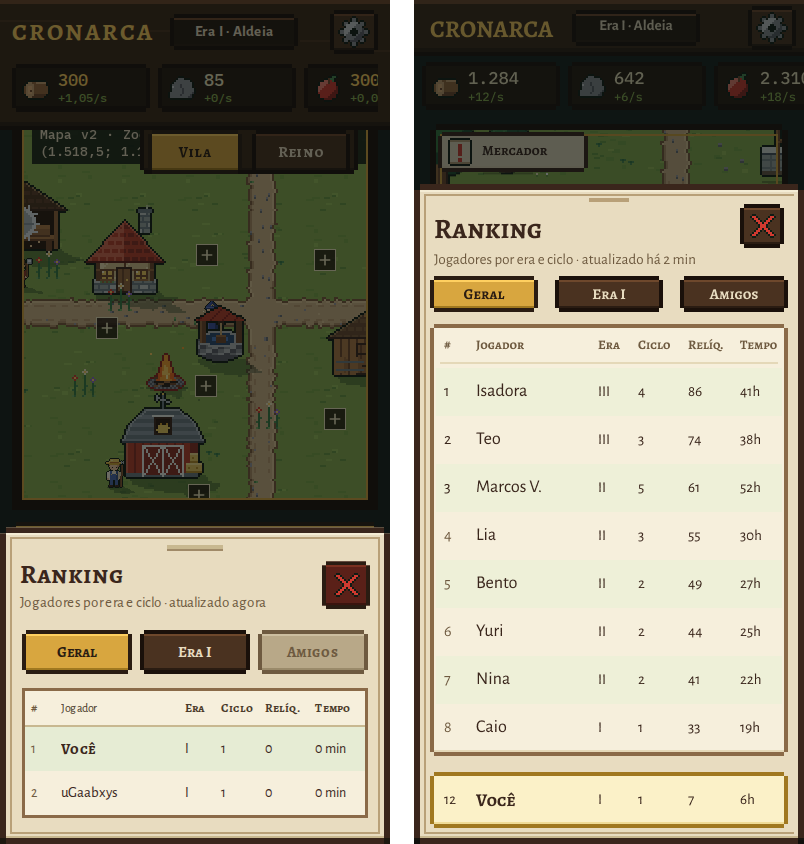 CRONARCA
Era I · Aldeia
300
+1,05/s
85
+0/s
300
+0,0
Mapa v2 · Zo
(1.518,5; 1.1
Vila
Reino
Ranking
Jogadores por era e ciclo · atualizado agora
Geral
Era I
Amigos
# Jogador Era Ciclo Relíq. Tempo
1 Você I 1 0 0 min
2 uGaabxys I 1 0 0 min
CRONARCA
Era I · Aldeia
1.284
+12/s
642
+6/s
2.310
+18/s
Mercador
Ranking
Jogadores por era e ciclo · atualizado há 2 min
Geral
Era I
Amigos
# Jogador Era Ciclo Relíq. Tempo
1 Isadora III 4 86 41h
2 Teo III 3 74 38h
3 Marcos V. II 5 61 52h
4 Lia II 3 55 30h
5 Bento II 2 49 27h
6 Yuri II 2 44 25h
7 Nina II 2 41 22h
8 Caio I 1 33 19h
12 Você I 1 7 6h